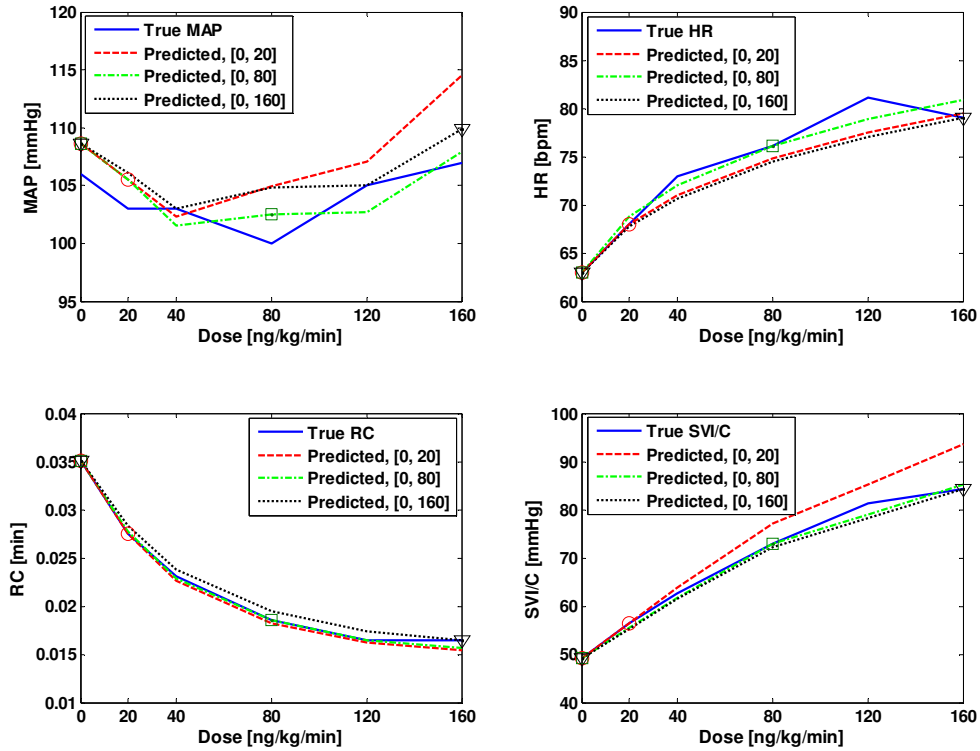 120
115
110
105
100
95
MAP [mmHg]
0 20 40 80 120 160
Dose [ng/kg/min]
True MAP
Predicted, [0, 20]
Predicted, [0, 80]
Predicted, [0, 160]
90
85
80
75
70
65
60
HR [bpm]
0 20 40 80 120 160
Dose [ng/kg/min]
True HR
Predicted, [0, 20]
Predicted, [0, 80]
Predicted, [0, 160]
0.04
0.035
0.03
0.025
0.02
0.015
0.01
RC [min]
0 20 40 80 120 160
Dose [ng/kg/min]
True RC
Predicted, [0, 20]
Predicted, [0, 80]
Predicted, [0, 160]
100
90
80
70
60
50
40
SVI/C [mmHg]
0 20 40 80 120 160
Dose [ng/kg/min]
True SVI/C
Predicted, [0, 20]
Predicted, [0, 80]
Predicted, [0, 160]